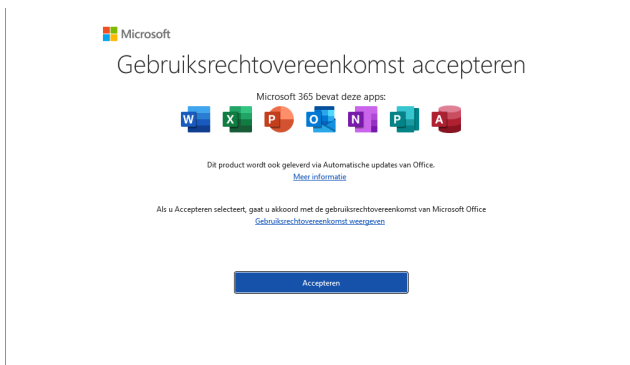 Microsoft
Gebruiksrechtovereenkomst accepteren
Microsoft 365 bevat deze apps:
W X P O N P A
Dit product wordt ook geleverd via Automatische updates van Office.
Meer informatie
Als u Accepteren selecteert, gaat u akkoord met de gebruiksrechtovereenkomst van Microsoft Office
Gebruiksrechtovereenkomst weergeven
Accepteren